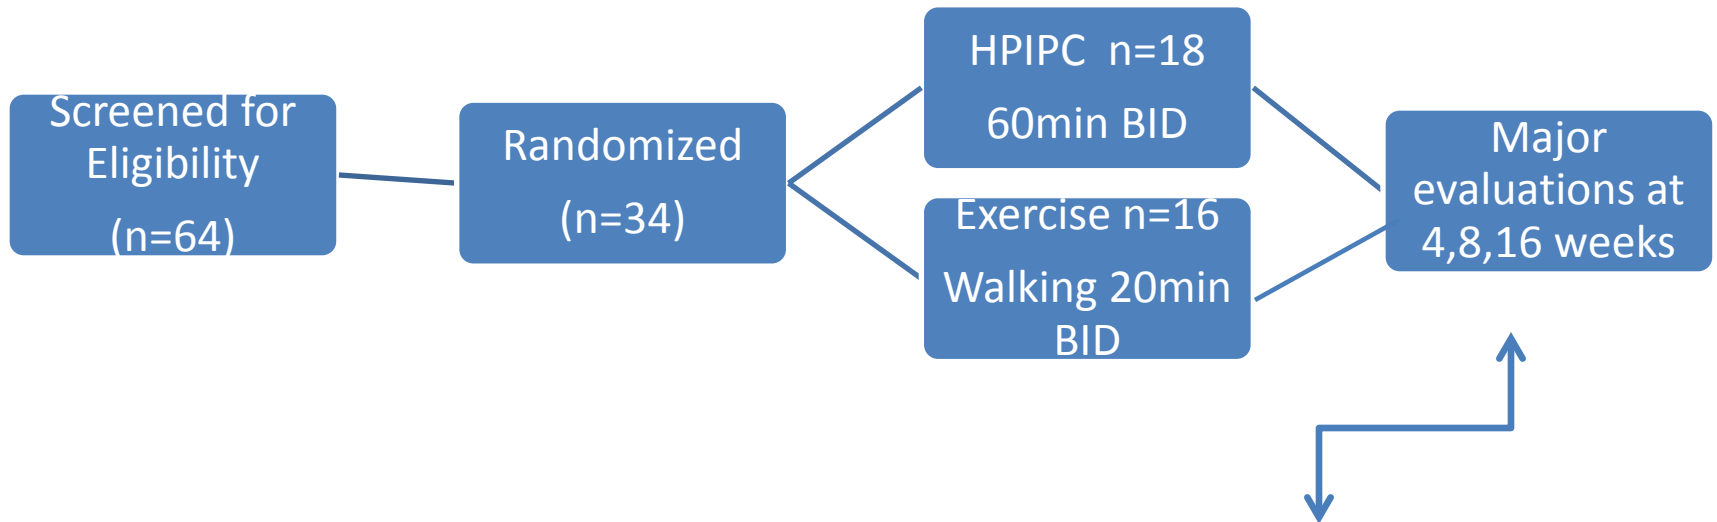 Screened for
Eligibility
(n=64)
Randomized
(n=34)
HPIPC  n=18
60min BID
Exercise n=16
Walking 20min
BID
Major
evaluations at
4,8,16 weeks